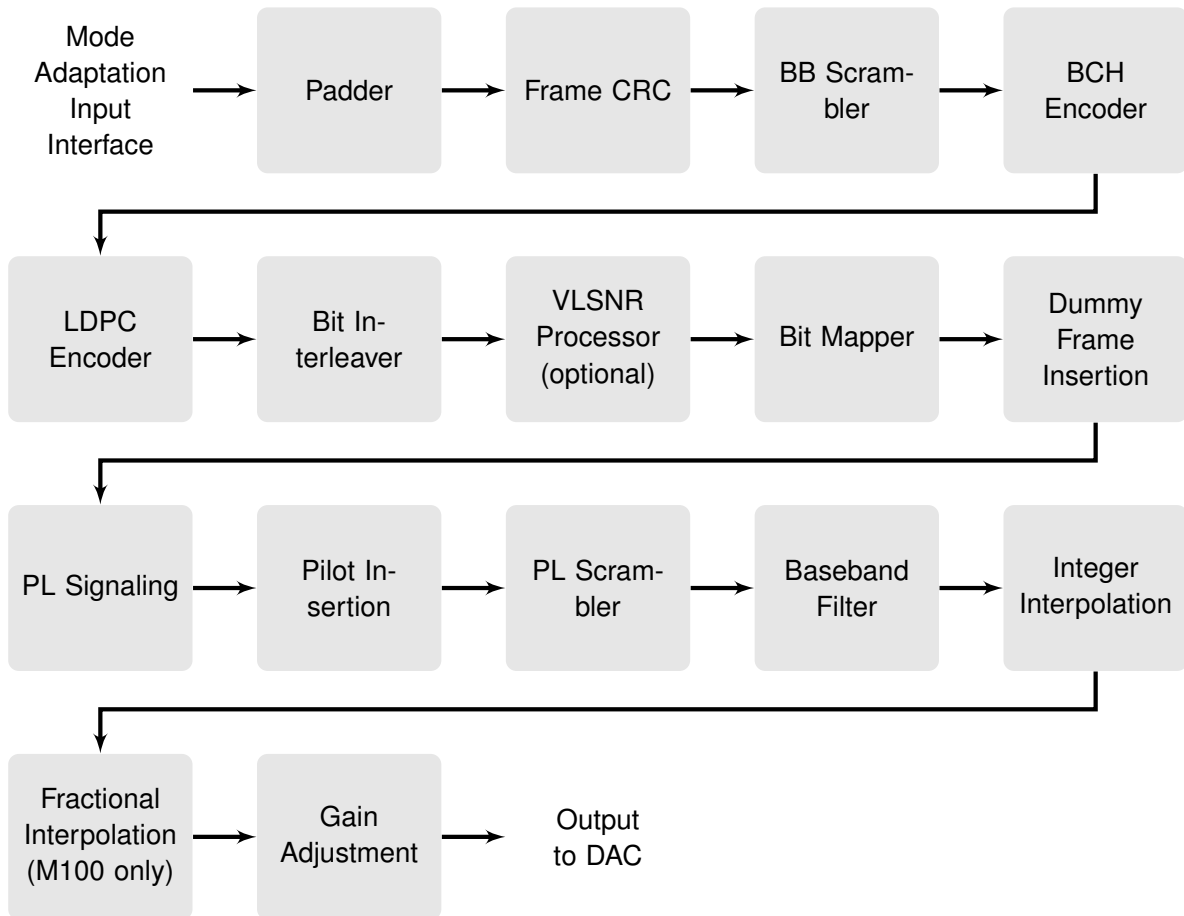 Mode
Adaptation
Input
Interface
Padder
Frame CRC
BB Scram-
bler
BCH
Encoder
LDPC
Encoder
Bit In-
terleaver
VLSNR
Processor
(optional)
Bit Mapper
Dummy
Frame
Insertion
PL Signaling
Pilot In-
sertion
PL Scram-
bler
Baseband
Filter
Integer
Interpolation
Fractional
Interpolation
(M100 only)
Gain
Adjustment
Output
to DAC